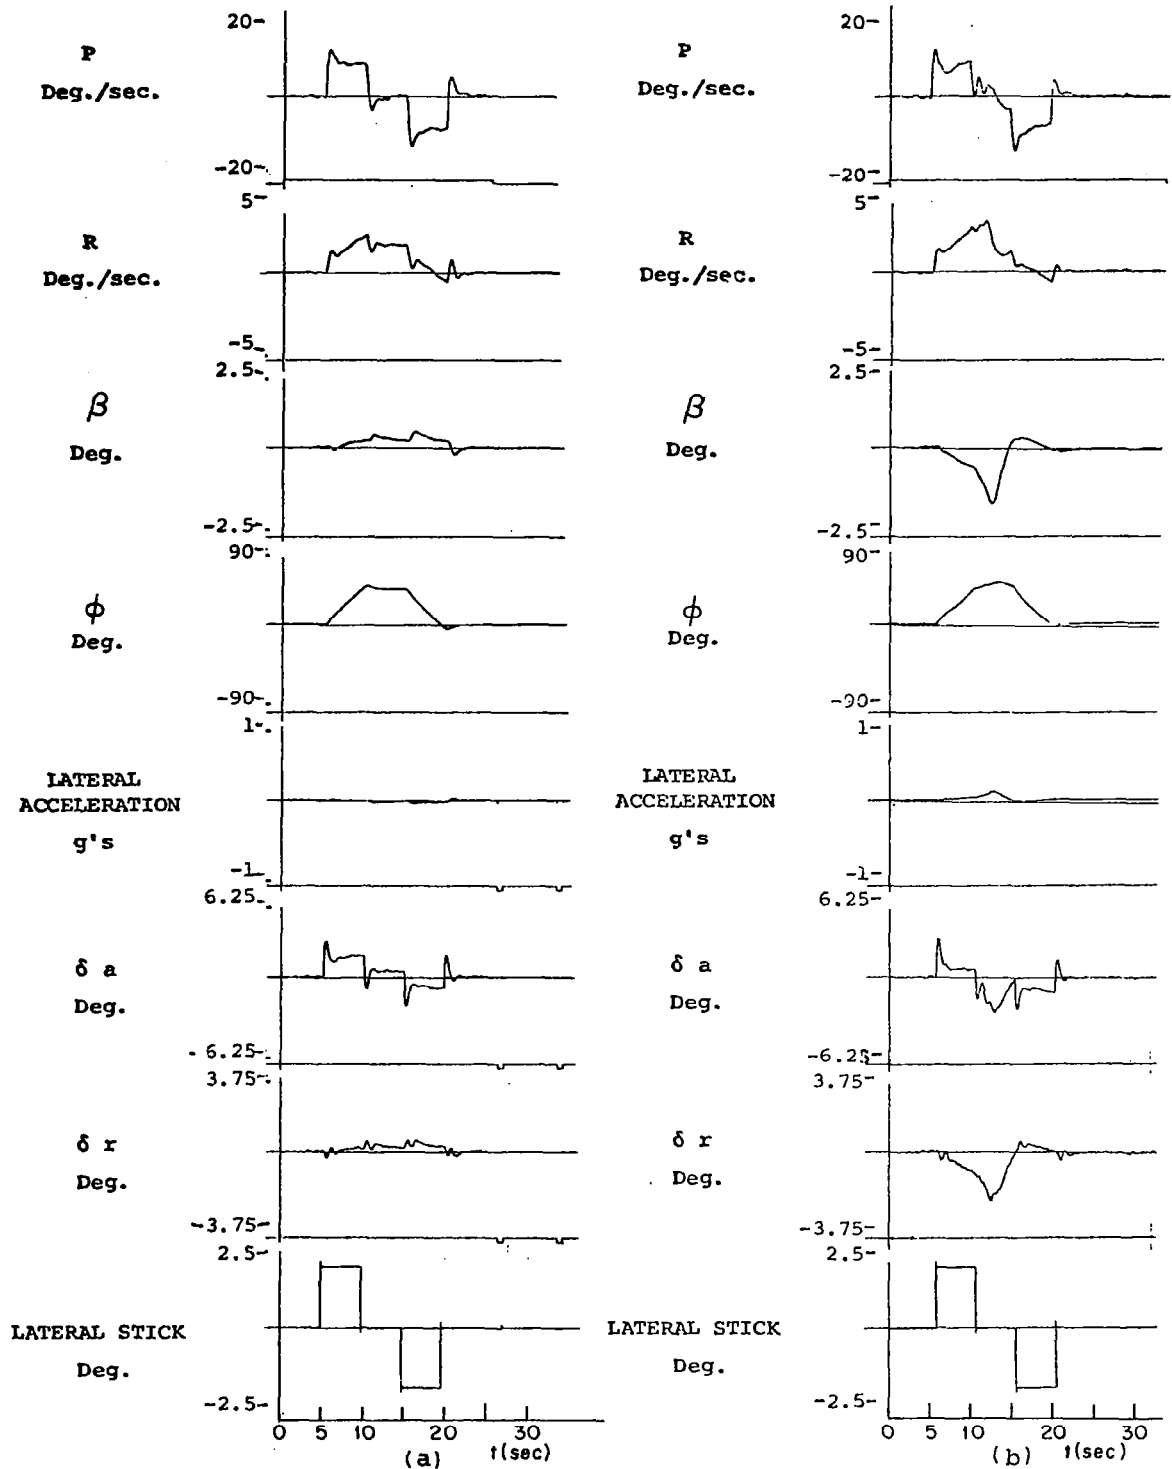 20-
P
Deg./sec.
-20-
5-
R
Deg./sec.
-5-
2.5-
β
Deg.
-2.5-
90-
ϕ
Deg.
-90-
1-
LATERAL
ACCELERATION
g's
-1-
6.25-
δ a
Deg.
-6.25-
3.75-
δ r
Deg.
-3.75-
2.5-
LATERAL STICK
Deg.
-2.5-
0 5 10 20 30
(a) t(sec)
20-
P
Deg./sec.
-20-
5-
R
Deg./sec.
-5-
2.5-
β
Deg.
-2.5-
90-
ϕ
Deg.
-90-
1-
LATERAL
ACCELERATION
g's
-1-
6.25-
δ a
Deg.
-6.25-
3.75-
δ r
Deg.
-3.75-
2.5-
LATERAL STICK
Deg.
-2.5-
0 5 10 20 30
(b) t(sec)